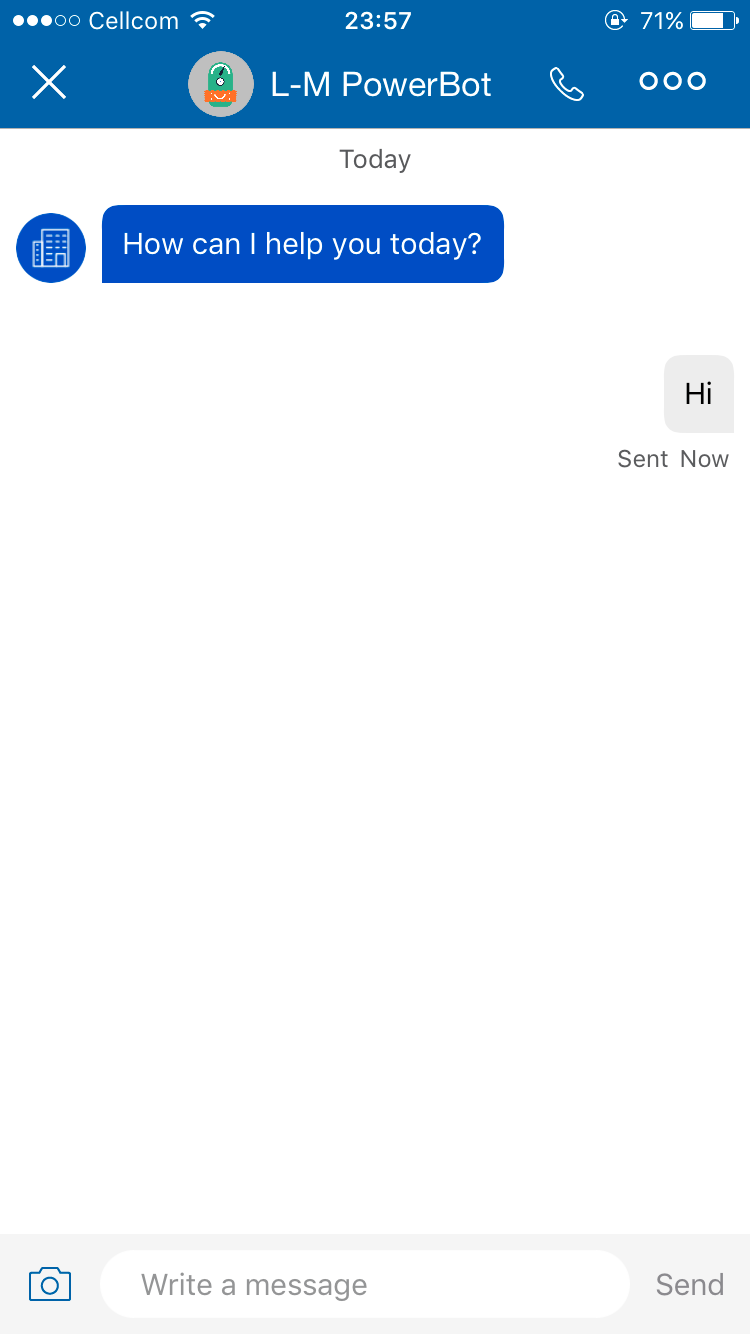 Cellcom 23:57 71%
L-M PowerBot
Today
How can I help you today?
Hi
Sent Now
Write a message Send